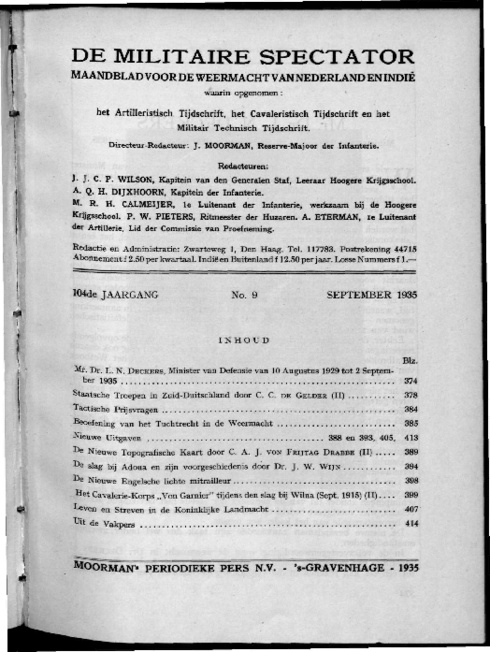 DE MILITAIRE SPECTATOR
MAANDBLAD VOOR DE WEERMACHT VAN NEDERLAND EN INDIË
waarin opgenomen:
het Artilleristisch Tijdschrift, het Cavaleristisch Tijdschrift en het
Militair Technisch Tijdschrift.
Directeur-Redacteur: J. MOORMAN, Reserve-Majoor der Infanterie.
Redacteuren:
J. J. C. P. WILSON, Kapitein van den Generalen Staf, Leeraar Hoogere Krijgsschool.
A. Q. H. DIJXHOORN, Kapitein der Infanterie.
M. R. H. CALMEIJER, 1e Luitenant der Infanterie, werkzaam bij de Hoogere
Krijgsschool. P. W. PIETERS, Ritmeester der Huzaren. A. ETERMAN, 1e Luitenant
der Artillerie, Lid der Commissie van Proefneming.
Redactie en Administratie: Zwarteweg 1, Den Haag. Tel. 117783. Postrekening 44715
Abonnement f 2.50 per kwartaal. Indië en Buitenland f 12.50 per jaar. Losse Nummers f 1.—
104de JAARGANG No. 9 SEPTEMBER 1935
INHOUD
Blz.
Mr. Dr. L. N. DECKERS, Minister van Defensie van 10 Augustus 1929 tot 2 Septem-
ber 1935 ........ 374
Staatsche Troepen in Zuid-Duitschland door C. C. DE GELDER (II) ........ 378
Tactische Prijsvragen ........ 384
Beoefening van het Tuchtrecht in de Weermacht ........ 385
Nieuwe Uitgaven ........ 388 en 393, 405, 413
De Nieuwe Topografische Kaart door C. A. J. VON FREIJTAG DRABBE (II) .... 389
De slag bij Adoua en zijn voorgeschiedenis door Dr. J. W. WIJN ........ 394
De Nieuwe Engelsche lichte mitrailleur ........ 398
Het Cavalerie-Korps „Von Garnier" tijdens den slag bij Wilna (Sept. 1915) (II) .... 399
Leven en Streven in de Koninklijke Landmacht ........ 407
Uit de Vakpers ........ 414
MOORMAN's PERIODIEKE PERS N.V. - 's-GRAVENHAGE - 1935